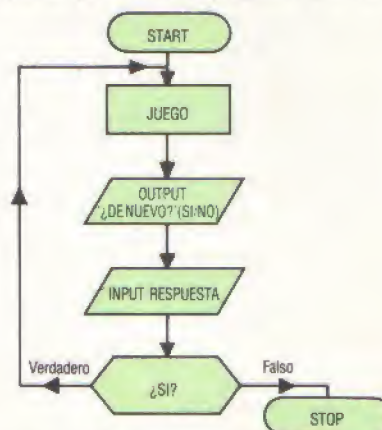 START
JUEGO
OUTPUT
'¿DE NUEVO?'(SI/NO)
INPUT RESPUESTA
¿SI?
Verdadero
Falso
STOP